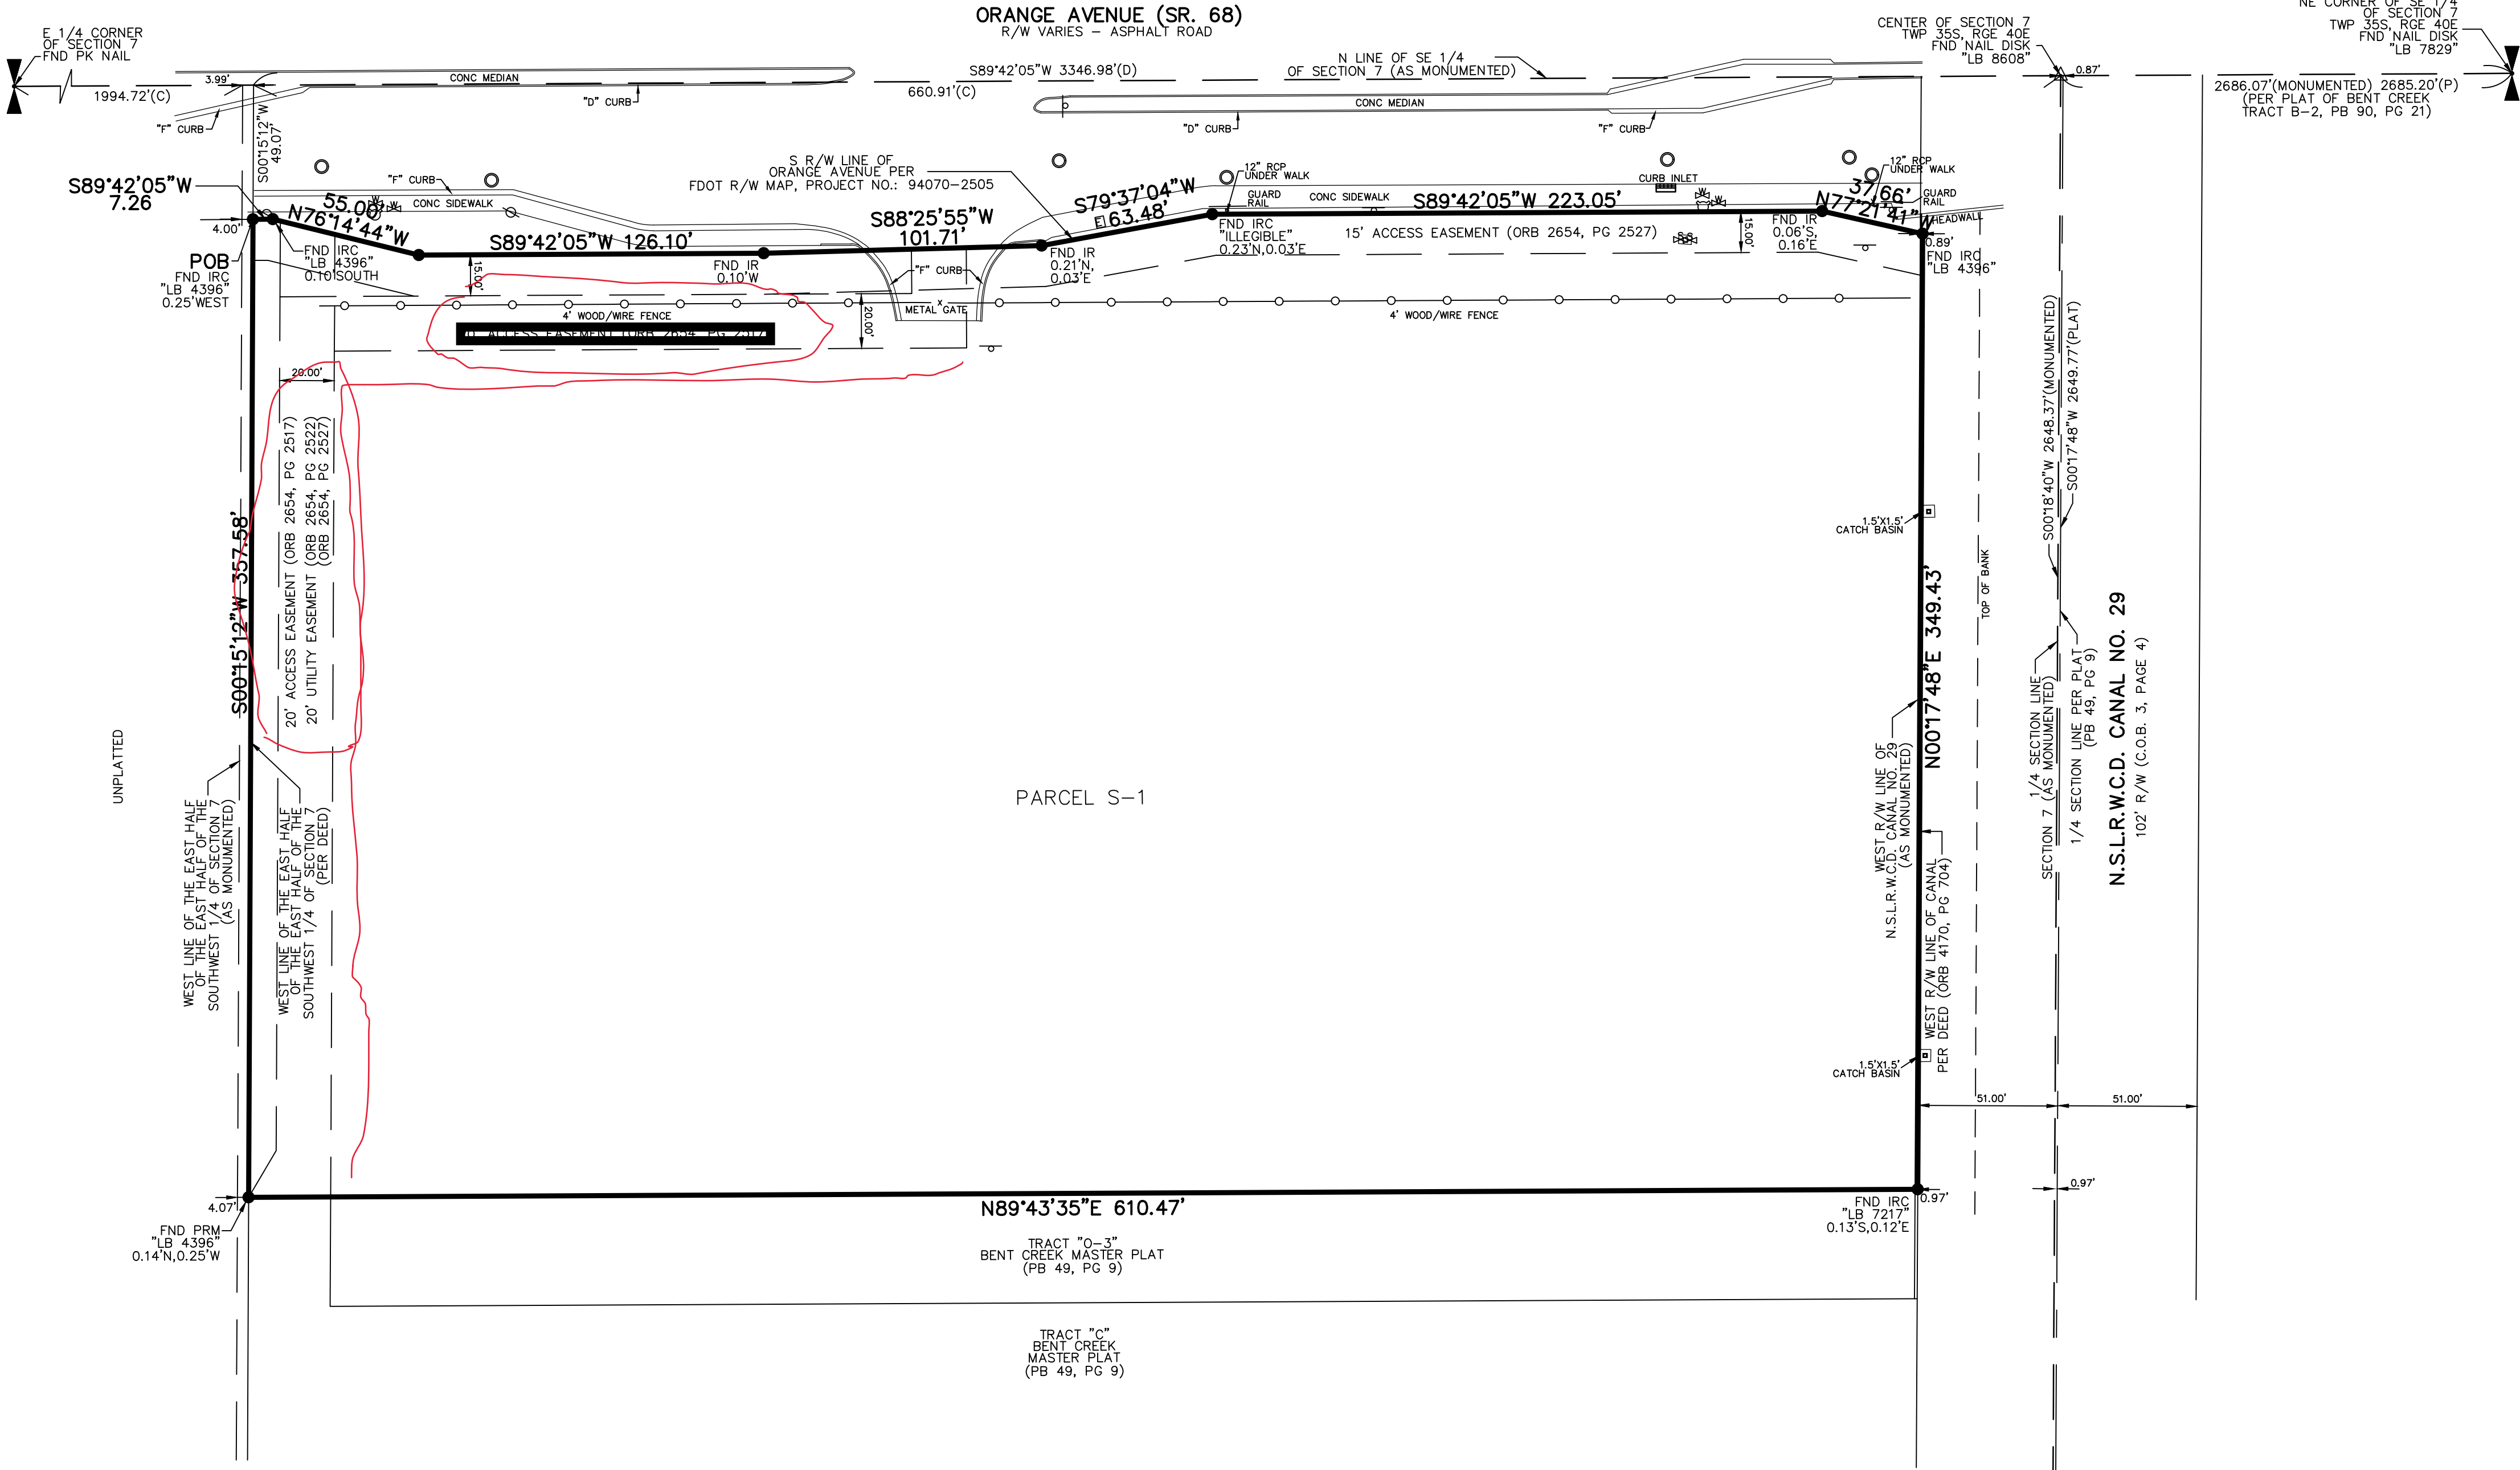 ORANGE AVENUE (SR. 68)
R/W VARIES - ASPHALT ROAD
E 1/4 CORNER
OF SECTION 7
FND PK NAIL
1994.72'(C)
3.99'
CONC MEDIAN
"D" CURB
"F" CURB
S89°42'05"W 3346.98'(D)
660.91'(C)
N LINE OF SE 1/4
OF SECTION 7 (AS MONUMENTED)
CONC MEDIAN
"D" CURB
"F" CURB
CENTER OF SECTION 7
TWP 35S, RGE 40E
FND NAIL DISK
"LB 8608"
0.87'
NE CORNER OF SE 1/4
OF SECTION 7
TWP 35S, RGE 40E
FND NAIL DISK
"LB 7829"
2686.07'(MONUMENTED) 2685.20'(P)
(PER PLAT OF BENT CREEK
TRACT B-2, PB 90, PG 21)
S00°15'12"W
49.07'
S89°42'05"W
7.26
4.00'
POB
FND IRC
"LB 4396"
0.25'WEST
FND IRC
"LB 4396"
0.10'SOUTH
55.00'
N76°14'44"W
"F" CURB
CONC SIDEWALK
W
W
S89°42'05"W 126.10'
15.00'
FND IR
0.10'W
S R/W LINE OF
ORANGE AVENUE PER
FDOT R/W MAP, PROJECT NO.: 94070-2505
S88°25'55"W
101.71'
"F" CURB
FND IR
0.21'N,
0.03'E
S79°37'04"W
E
63.48'
12" RCP
UNDER WALK
GUARD
RAIL
CONC SIDEWALK
FND IRC
"ILLEGIBLE"
0.23'N,0.03'E
S89°42'05"W 223.05'
CURB INLET
W
W
15' ACCESS EASEMENT (ORB 2654, PG 2527)
S S
15.00'
FND IR
0.06'S,
0.16'E
12" RCP
UNDER WALK
GUARD
RAIL
37.66'
N77°21'41"W
HEADWALL
0.89'
FND IRC
"LB 4396"
4' WOOD/WIRE FENCE
20' ACCESS EASEMENT (ORB 2654, PG 2517)
20.00'
X
METAL GATE
4' WOOD/WIRE FENCE
20.00'
20' ACCESS EASEMENT (ORB 2654, PG 2517)
20' UTILITY EASEMENT (ORB 2654, PG 2522)
(ORB 2654, PG 2527)
S00°15'12"W 357.58'
UNPLATTED
WEST LINE OF THE EAST HALF
OF THE EAST HALF OF THE
SOUTHWEST 1/4 OF SECTION 7
(AS MONUMENTED)
WEST LINE OF THE EAST HALF
OF THE EAST HALF OF THE
SOUTHWEST 1/4 OF SECTION 7
(PER DEED)
PARCEL S-1
1.5'X1.5'
CATCH BASIN
N00°17'48"E 349.43'
TOP OF BANK
WEST R/W LINE OF
N.S.L.R.W.C.D. CANAL NO. 29
(AS MONUMENTED)
WEST R/W LINE OF CANAL
PER DEED (ORB 4170, PG 704)
1.5'X1.5'
CATCH BASIN
S00°18'40"W 2648.37'(MONUMENTED)
S00°17'48"W 2649.77'(PLAT)
1/4 SECTION LINE
SECTION 7 (AS MONUMENTED)
1/4 SECTION LINE PER PLAT
(PB 49, PG 9)
N.S.L.R.W.C.D. CANAL NO. 29
102' R/W (C.O.B. 3, PAGE 4)
51.00'
51.00'
4.07'
FND PRM
"LB 4396"
0.14'N,0.25'W
N89°43'35"E 610.47'
FND IRC
"LB 7217"
0.13'S,0.12'E
0.97'
0.97'
TRACT "O-3"
BENT CREEK MASTER PLAT
(PB 49, PG 9)
TRACT "C"
BENT CREEK
MASTER PLAT
(PB 49, PG 9)